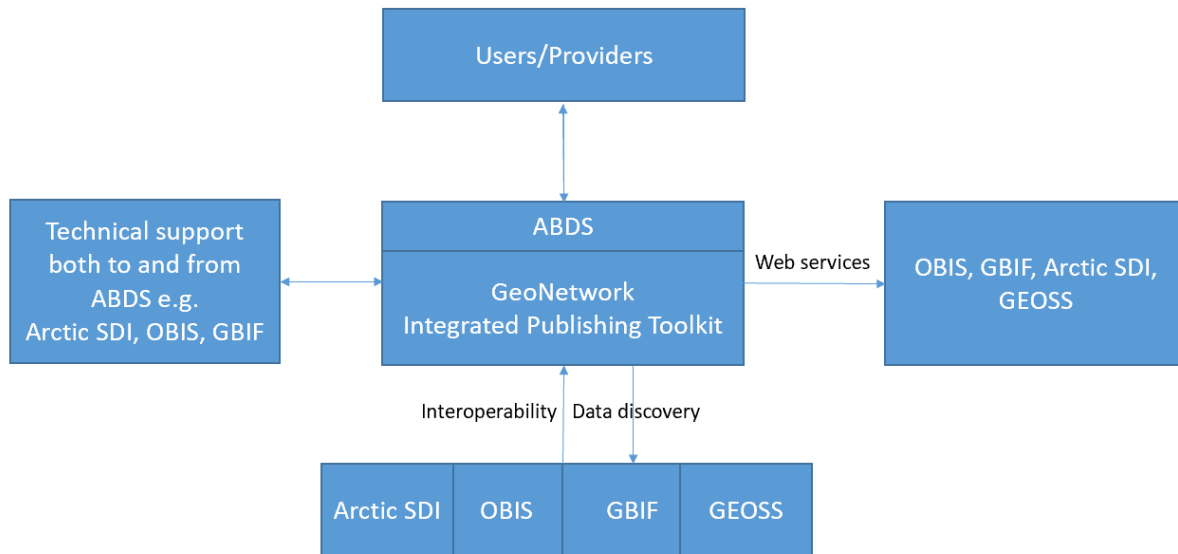 Users/Providers
Technical support
both to and from
ABDS e.g.
Arctic SDI, OBIS, GBIF
ABDS
GeoNetwork
Integrated Publishing Toolkit
Web services
OBIS, GBIF, Arctic SDI,
GEOSS
Interoperability
Data discovery
Arctic SDI
OBIS
GBIF
GEOSS